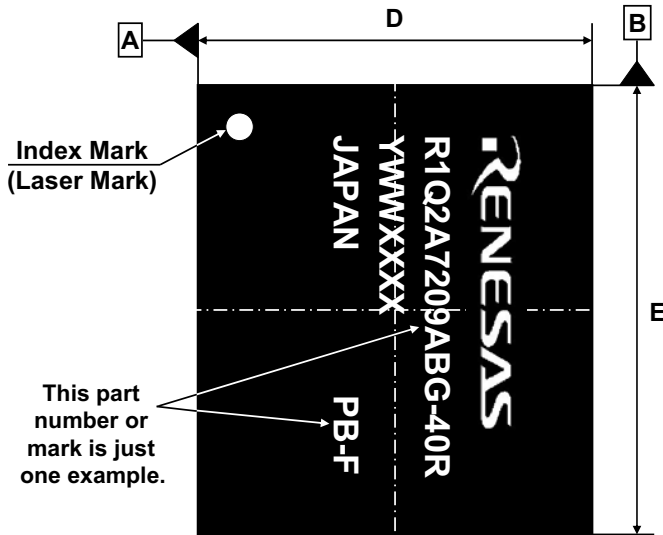 A
D
B
Index Mark
(Laser Mark)
RENESAS
R1Q2A7209ABG-40R
YWWXXXX
JAPAN
PB-F
E
This part
number or
mark is just
one example.